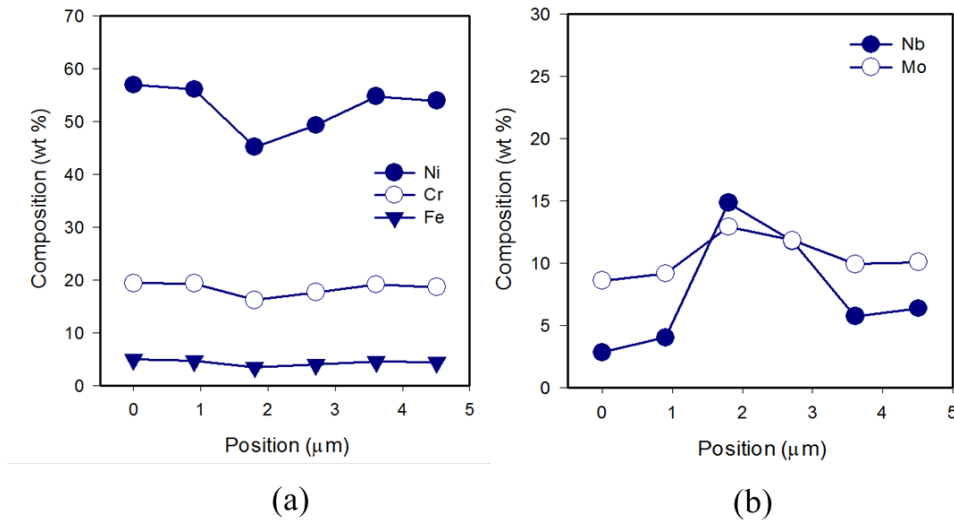 70
60
50
40
30
20
10
0
Composition (wt %)
Ni
Cr
Fe
0 1 2 3 4 5
Position (μm)
(a)
30
25
20
15
10
5
0
Composition (wt %)
Nb
Mo
0 1 2 3 4 5
Position (μm)
(b)